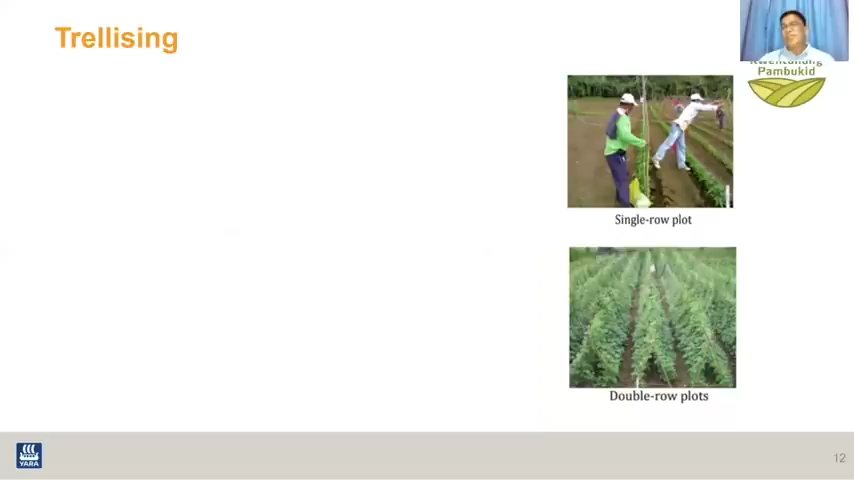 Trellising
Pambukid
Single-row plot
Double-row plots
YARA
12